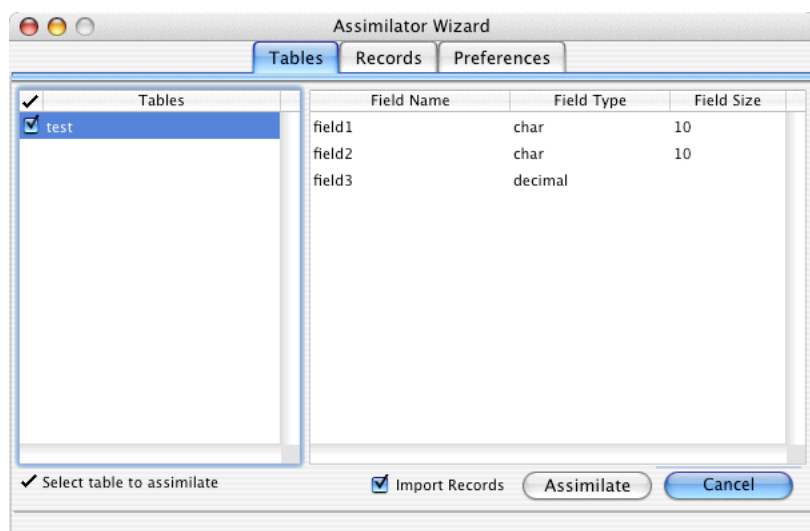 Assimilator Wizard
Tables Records Preferences
Tables
test
Field Name Field Type Field Size
field1 char 10
field2 char 10
field3 decimal
Select table to assimilate
Import Records Assimilate Cancel